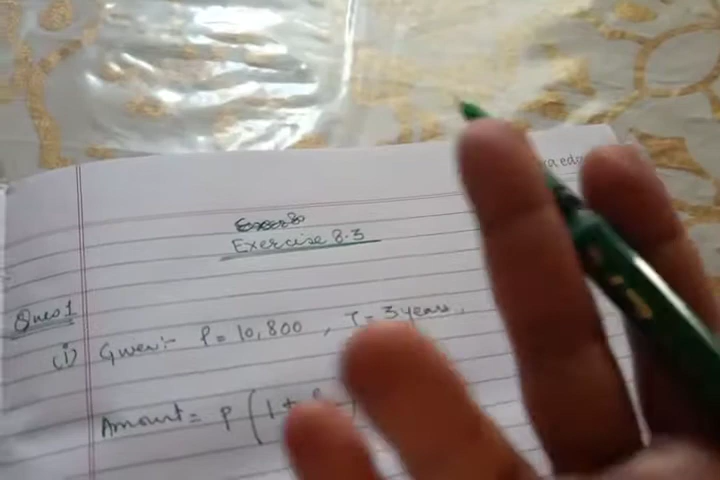 Exercise 8.3
Ques 1
(i) Given:- P = 10,800 , T = 3 years.
Amount = P ( 1 +